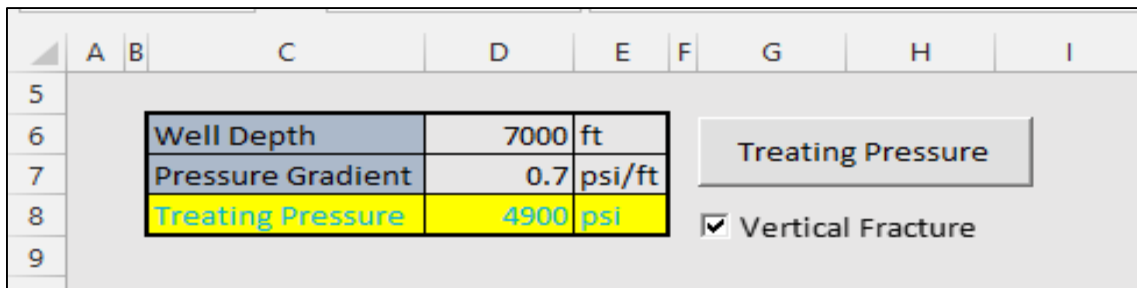 A B C D E F G H I
5
6 Well Depth 7000 ft
7 Pressure Gradient 0.7 psi/ft Treating Pressure
8 Treating Pressure 4900 psi Vertical Fracture
9